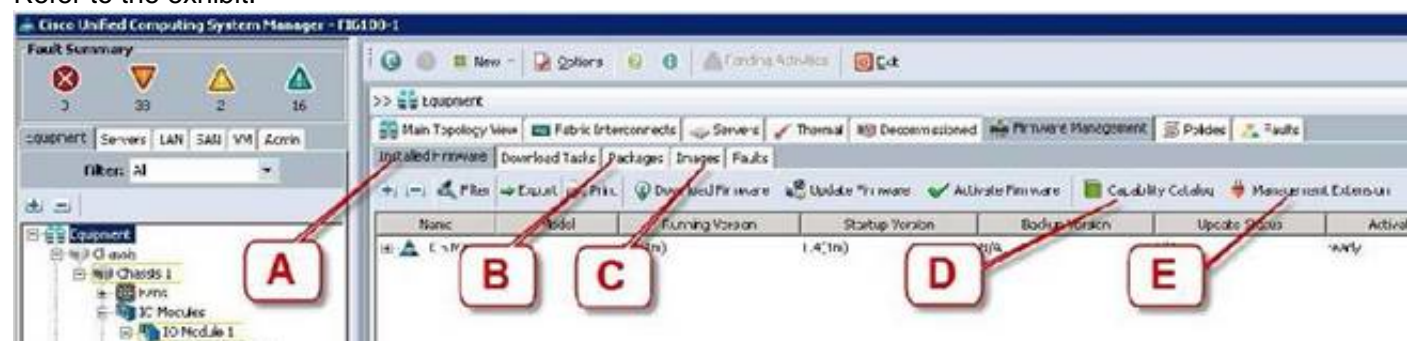 Refer to the exhibit.
Cisco Unified Computing System Manager - FIG100-1
Fault Summary
3 33 2 16
New Options Pending Activities Exit
>> Equipment
Equipment Servers LAN SAN VM Admin
Filter: All
Main Topology View Fabric Interconnects Servers Thermal Decommissioned Firmware Management Policies Faults
Installed Firmware Download Tasks Packages Images Faults
Filter Export Print Download Firmware Update Firmware Activate Firmware Capability Catalog Management Extension
Name Model Running Version Startup Version Backup Version Update Status
1.4(1m) N/A
Equipment
Chassis
Chassis 1
Fans
IO Modules
IO Module 1
A
B
C
D
E